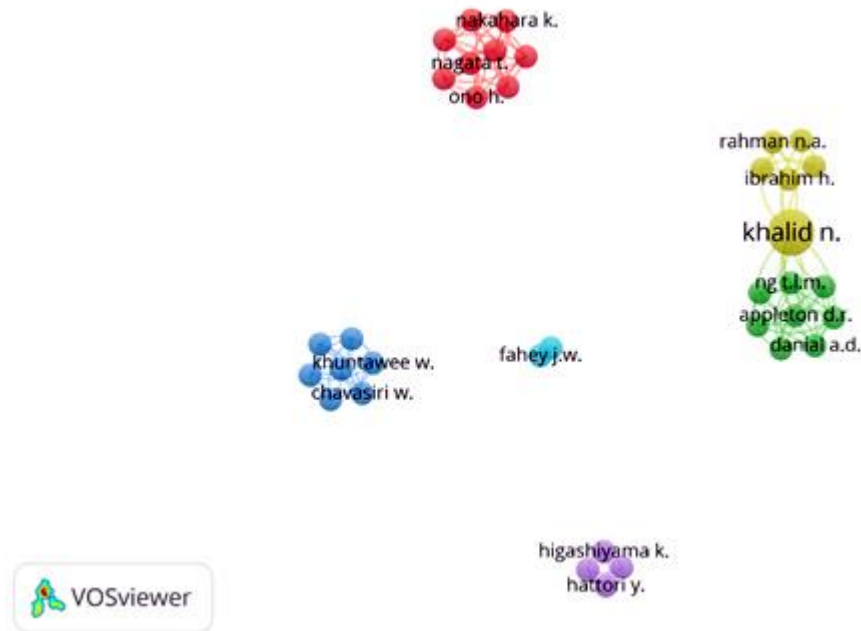 nakahara k.
nagata t.
ono h.
rahman n.a.
ibrahim h.
khalid n.
ng t.l.m.
appleton d.r.
danial a.d.
khuntawee w.
chavasiri w.
fahey j.w.
higashiyama k.
hattori y.
VOSviewer